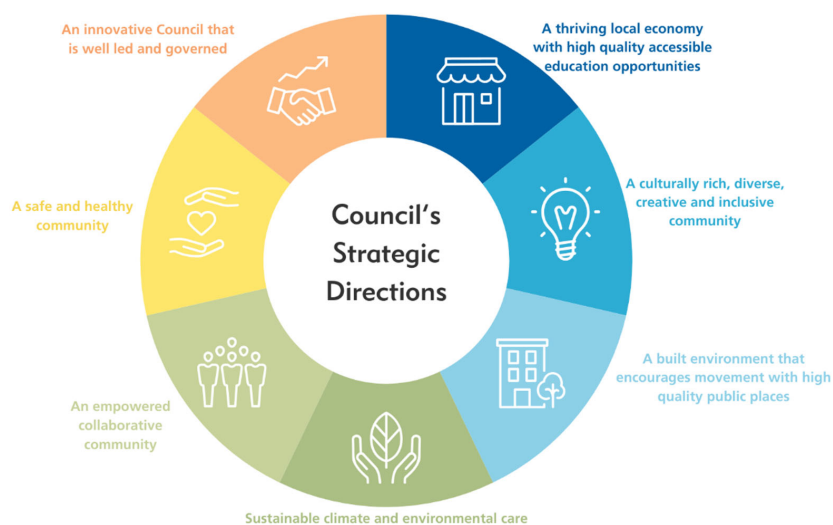 An innovative Council that
is well led and governed
A thriving local economy
with high quality accessible
education opportunities
A safe and healthy
community
Council's
Strategic
Directions
A culturally rich, diverse,
creative and inclusive
community
A built environment that
encourages movement with high
quality public places
An empowered
collaborative
community
Sustainable climate and environmental care